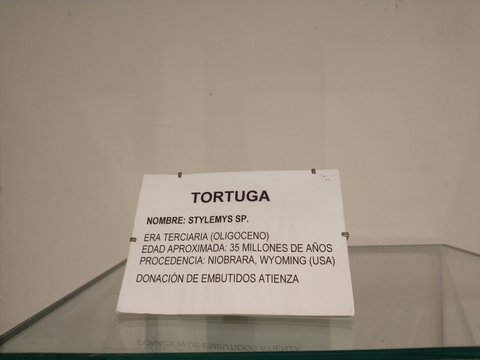 TORTUGA
NOMBRE: STYLEMYS SP.
ERA TERCIARIA (OLIGOCENO)
EDAD APROXIMADA: 35 MILLONES DE AÑOS
PROCEDENCIA: NIOBRARA, WYOMING (USA)
DONACIÓN DE EMBUTIDOS ATIENZA